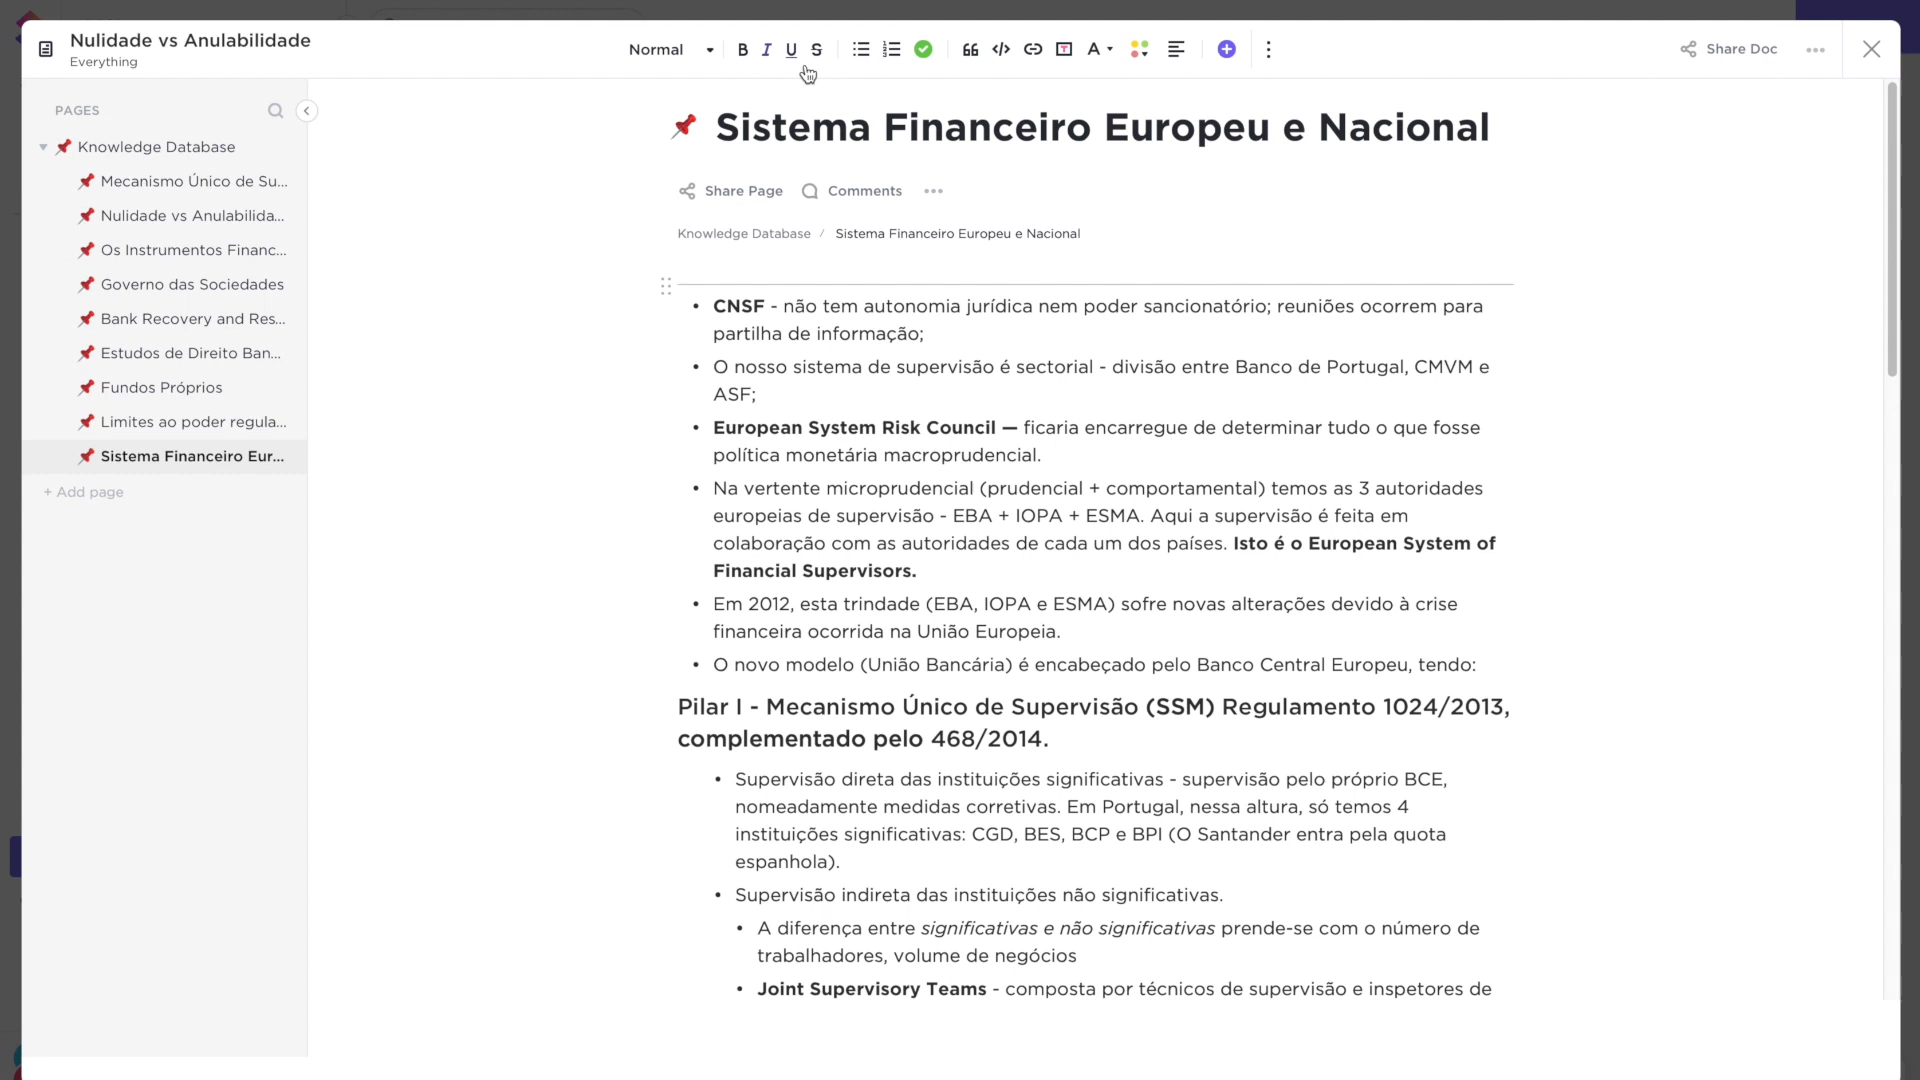 Nulidade vs Anulabilidade
Everything
Normal
B I U S
A
Share Doc
PAGES
Knowledge Database
Mecanismo Único de Su...
Nulidade vs Anulabilida...
Os Instrumentos Financ...
Governo das Sociedades
Bank Recovery and Res...
Estudos de Direito Ban...
Fundos Próprios
Limites ao poder regula...
Sistema Financeiro Eur...
+ Add page
Sistema Financeiro Europeu e Nacional
Share Page Comments
Knowledge Database / Sistema Financeiro Europeu e Nacional
• CNSF - não tem autonomia jurídica nem poder sancionatório; reuniões ocorrem para
partilha de informação;
• O nosso sistema de supervisão é sectorial - divisão entre Banco de Portugal, CMVM e
ASF;
• European System Risk Council — ficaria encarregue de determinar tudo o que fosse
política monetária macroprudencial.
• Na vertente microprudencial (prudencial + comportamental) temos as 3 autoridades
europeias de supervisão - EBA + IOPA + ESMA. Aqui a supervisão é feita em
colaboração com as autoridades de cada um dos países. Isto é o European System of
Financial Supervisors.
• Em 2012, esta trindade (EBA, IOPA e ESMA) sofre novas alterações devido à crise
financeira ocorrida na União Europeia.
• O novo modelo (União Bancária) é encabeçado pelo Banco Central Europeu, tendo:
Pilar I - Mecanismo Único de Supervisão (SSM) Regulamento 1024/2013,
complementado pelo 468/2014.
• Supervisão direta das instituições significativas - supervisão pelo próprio BCE,
nomeadamente medidas corretivas. Em Portugal, nessa altura, só temos 4
instituições significativas: CGD, BES, BCP e BPI (O Santander entra pela quota
espanhola).
• Supervisão indireta das instituições não significativas.
• A diferença entre significativas e não significativas prende-se com o número de
trabalhadores, volume de negócios
• Joint Supervisory Teams - composta por técnicos de supervisão e inspetores de